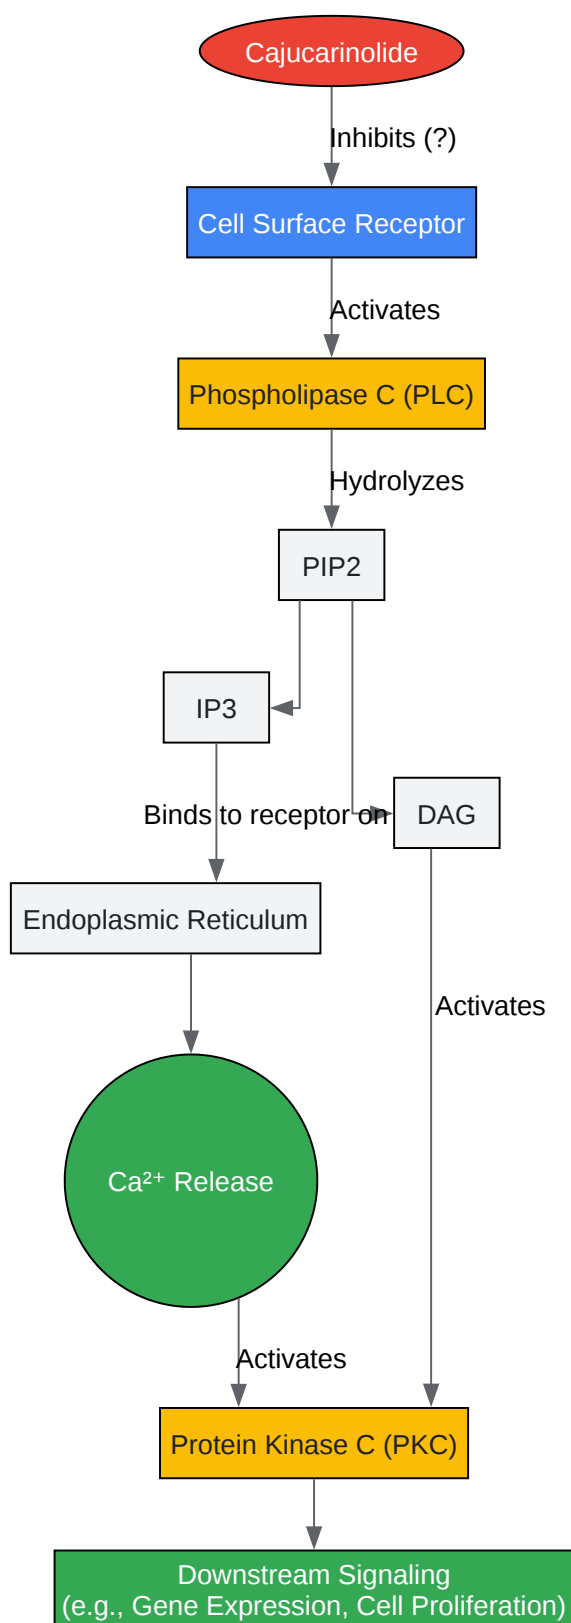 Cajucarinolide
Inhibits (?)
Cell Surface Receptor
Activates
Phospholipase C (PLC)
Hydrolyzes
PIP2
IP3
Binds to receptor on
DAG
Endoplasmic Reticulum
Activates
Ca²⁺ Release
Activates
Protein Kinase C (PKC)
Downstream Signaling
(e.g., Gene Expression, Cell Proliferation)